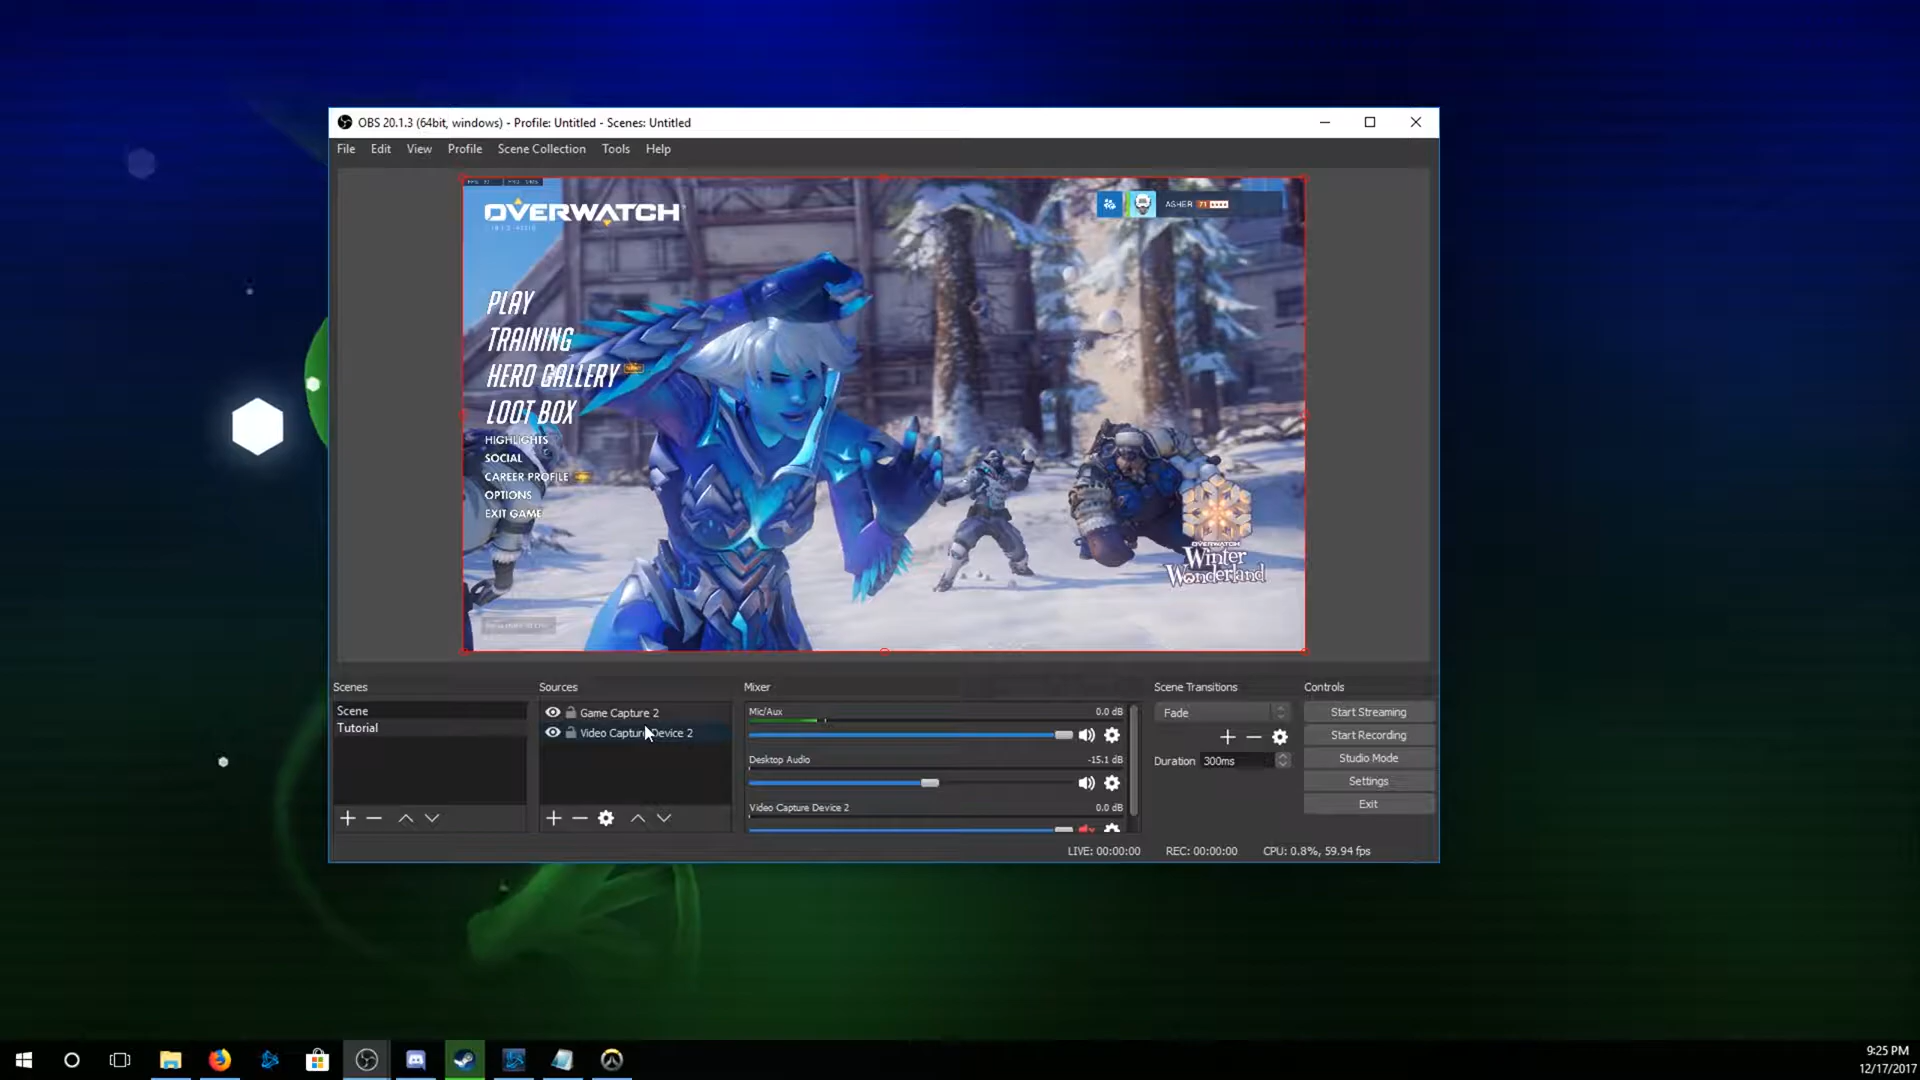 OBS 20.1.3 (64bit, windows) - Profile: Untitled - Scenes: Untitled
File Edit View Profile Scene Collection Tools Help
OVERWATCH
ASHER 71
PLAY
TRAINING
HERO GALLERY
LOOT BOX
HIGHLIGHTS
SOCIAL
CAREER PROFILE
OPTIONS
EXIT GAME
OVERWATCH
Winter
Wonderland
Scenes
Scene
Tutorial
Sources
Game Capture 2
Video Capture Device 2
Mixer
Mic/Aux 0.0 dB
Desktop Audio -15.1 dB
Video Capture Device 2 0.0 dB
Scene Transitions
Fade
Duration 300ms
Controls
Start Streaming
Start Recording
Studio Mode
Settings
Exit
LIVE: 00:00:00 REC: 00:00:00 CPU: 0.8%, 59.94 fps
9:25 PM
12/17/2017